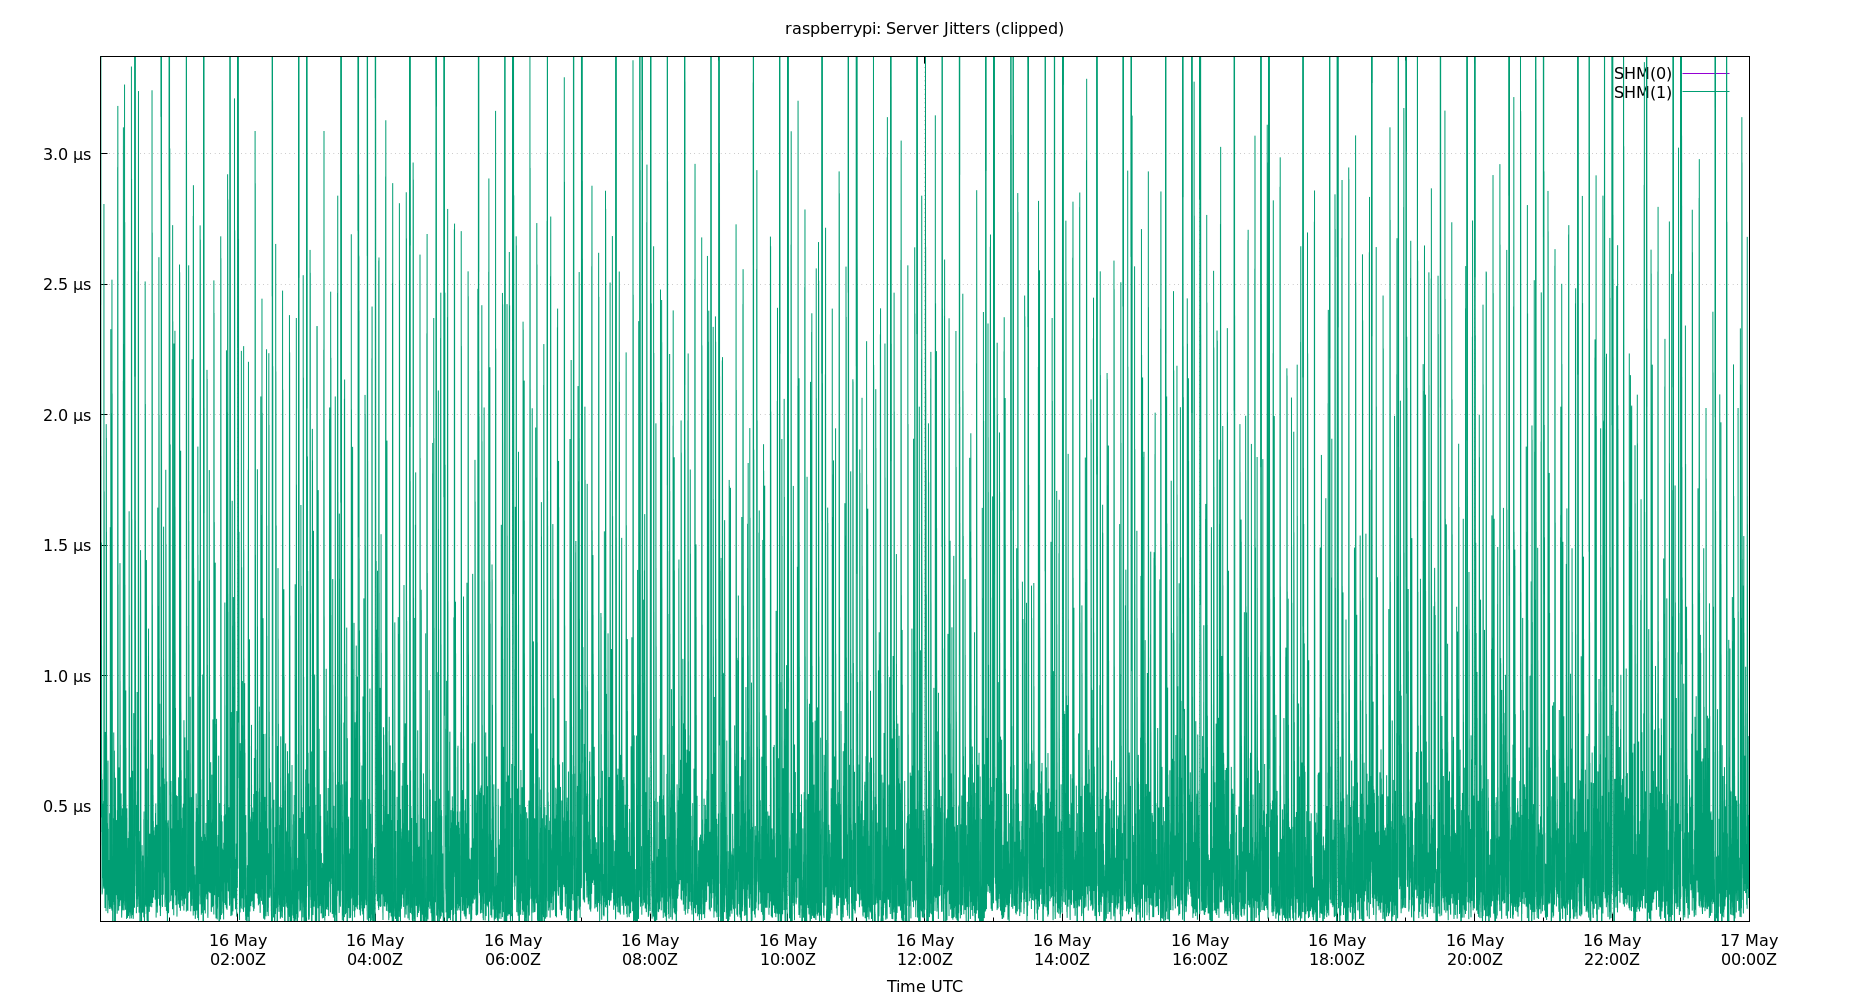 raspberrypi: Server Jitters (clipped)
SHM(0)
SHM(1)
3.0 μs
2.5 μs
2.0 μs
1.5 μs
1.0 μs
0.5 μs
16 May 16 May 16 May 16 May 16 May 16 May 16 May 16 May 16 May 16 May 16 May 17 May
02:00Z 04:00Z 06:00Z 08:00Z 10:00Z 12:00Z 14:00Z 16:00Z 18:00Z 20:00Z 22:00Z 00:00Z
Time UTC